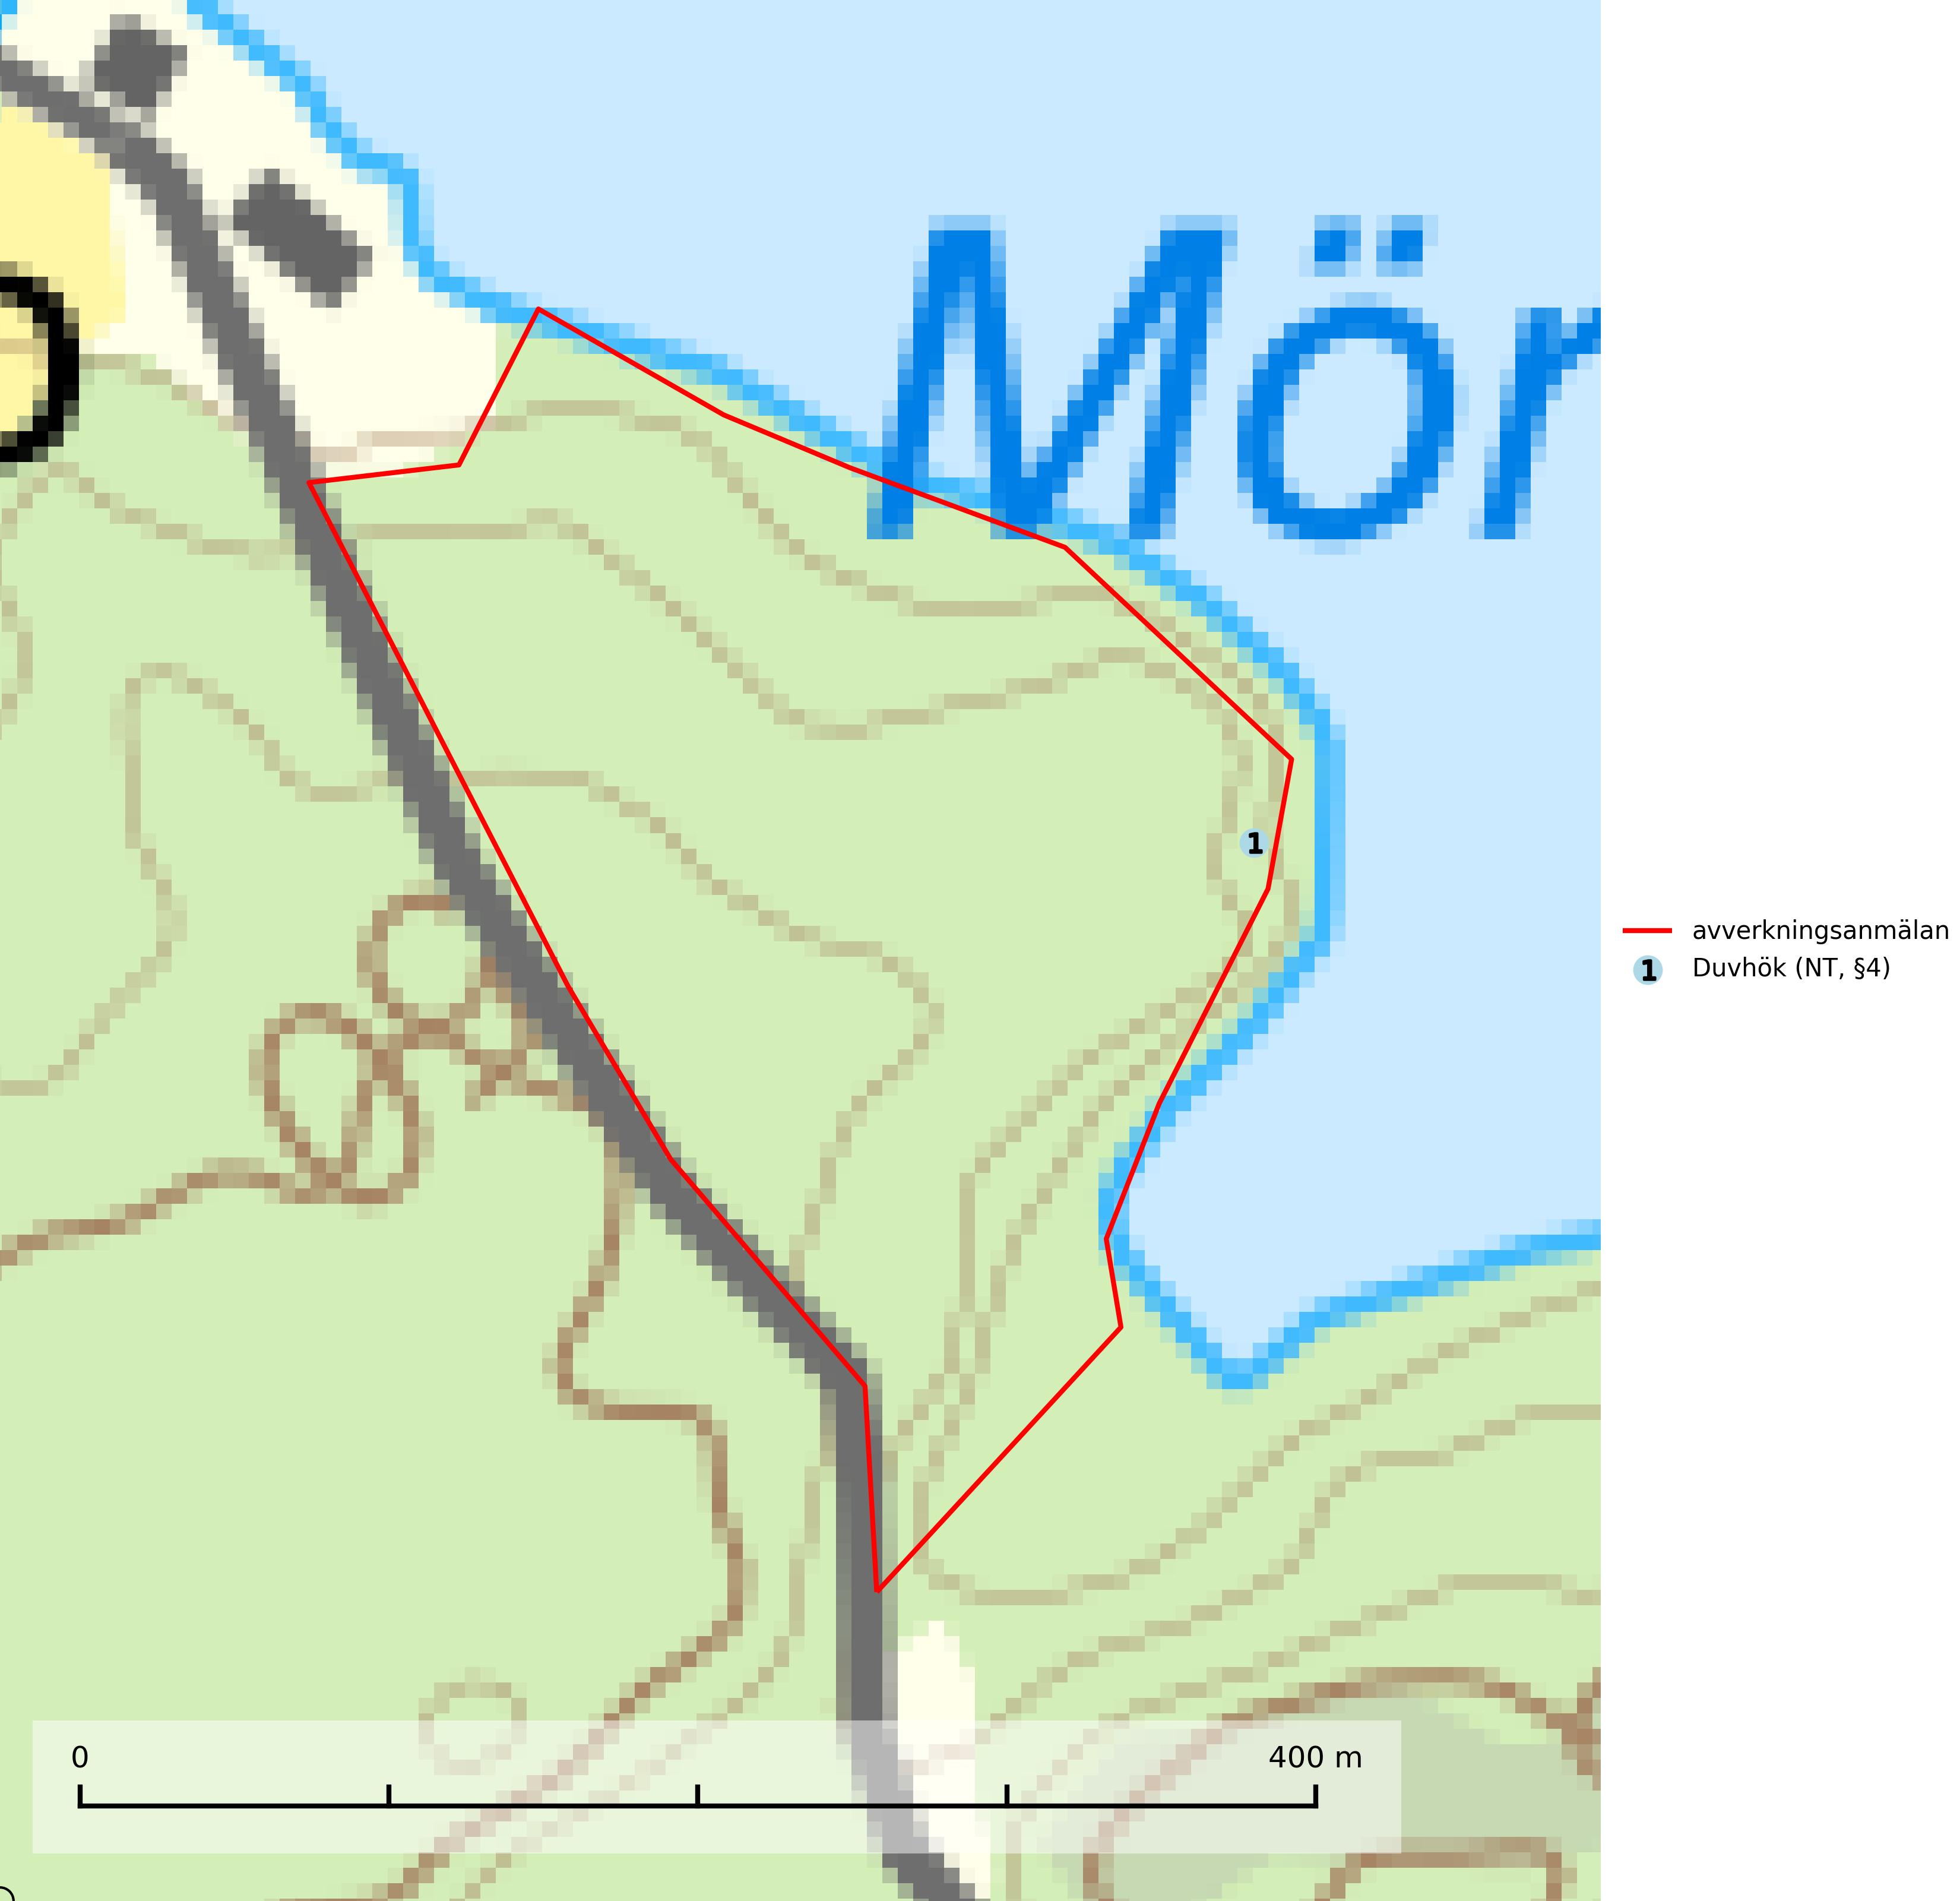 Mör
1
avverkningsanmälan
1 Duvhök (NT, §4)
0 400 m